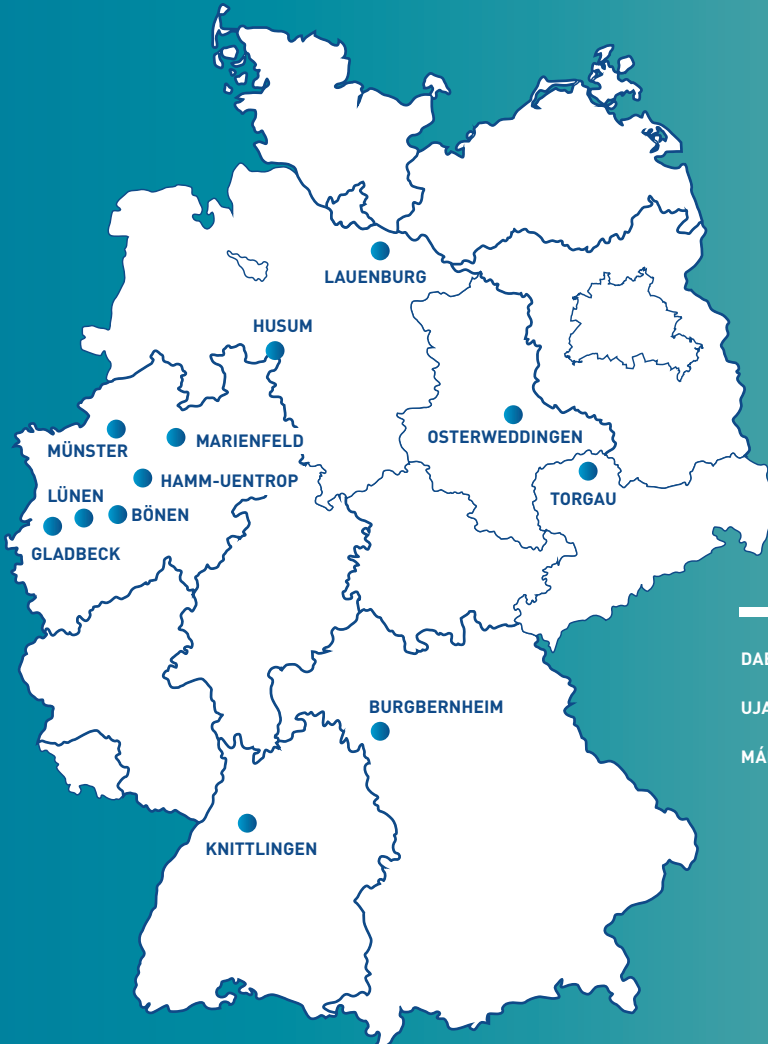 LAUENBURG
HUSUM
MÜNSTER
MARIENFELD
OSTERWEDDINGEN
HAMM-UENTROP
LÜNEN
BÖNEN
TORGAU
GLADBECK
BURGBERNHEIM
KNITTLINGEN